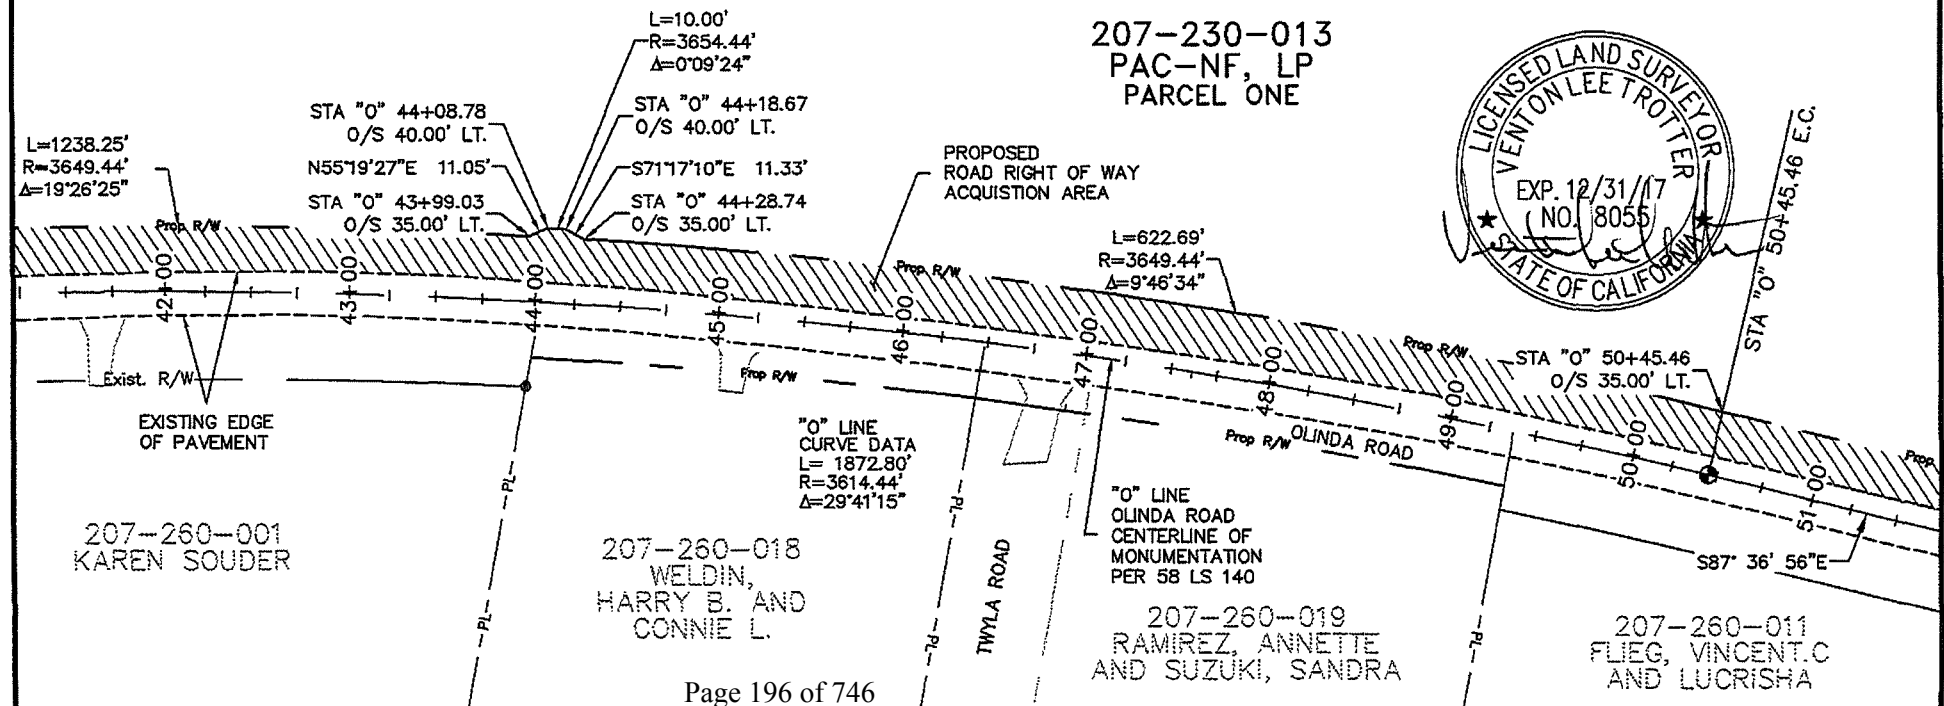 L=10.00'
R=3654.44'
Δ=0°09'24"
207-230-013
PAC-NF, LP
PARCEL ONE
LICENSED LAND SURVEYOR
VENTON LEE TROTTER
EXP. 12/31/17
NO. 8055
STATE OF CALIFORNIA
STA "O" 50+45.46 E.C.
STA "O" 44+08.78
O/S 40.00' LT.
STA "O" 44+18.67
O/S 40.00' LT.
L=1238.25'
R=3649.44'
Δ=19°26'25"
N55°19'27"E 11.05'
S71°17'10"E 11.33'
STA "O" 43+99.03
O/S 35.00' LT.
STA "O" 44+28.74
O/S 35.00' LT.
PROPOSED
ROAD RIGHT OF WAY
ACQUISTION AREA
L=622.69'
R=3649.44'
Δ=9°46'34"
Prop R/W
Prop R/W
Prop R/W
Prop
42+00
43+00
44+00
45+00
46+00
47+00
48+00
49+00
50+00
51+00
STA "O" 50+45.46
O/S 35.00' LT.
Exist. R/W
Prop R/W
Prop R/W
OLINDA ROAD
EXISTING EDGE
OF PAVEMENT
"O" LINE
CURVE DATA
L= 1872.80'
R=3614.44'
Δ=29°41'15"
"O" LINE
OLINDA ROAD
CENTERLINE OF
MONUMENTATION
PER 58 LS 140
S87° 36' 56"E
PL
PL
PL
PL
PL
TWYLA ROAD
207-260-001
KAREN SOUDER
207-260-018
WELDIN,
HARRY B. AND
CONNIE L.
207-260-019
RAMIREZ, ANNETTE
AND SUZUKI, SANDRA
207-260-011
FLIEG, VINCENT.C
AND LUCRISHA
Page 196 of 746